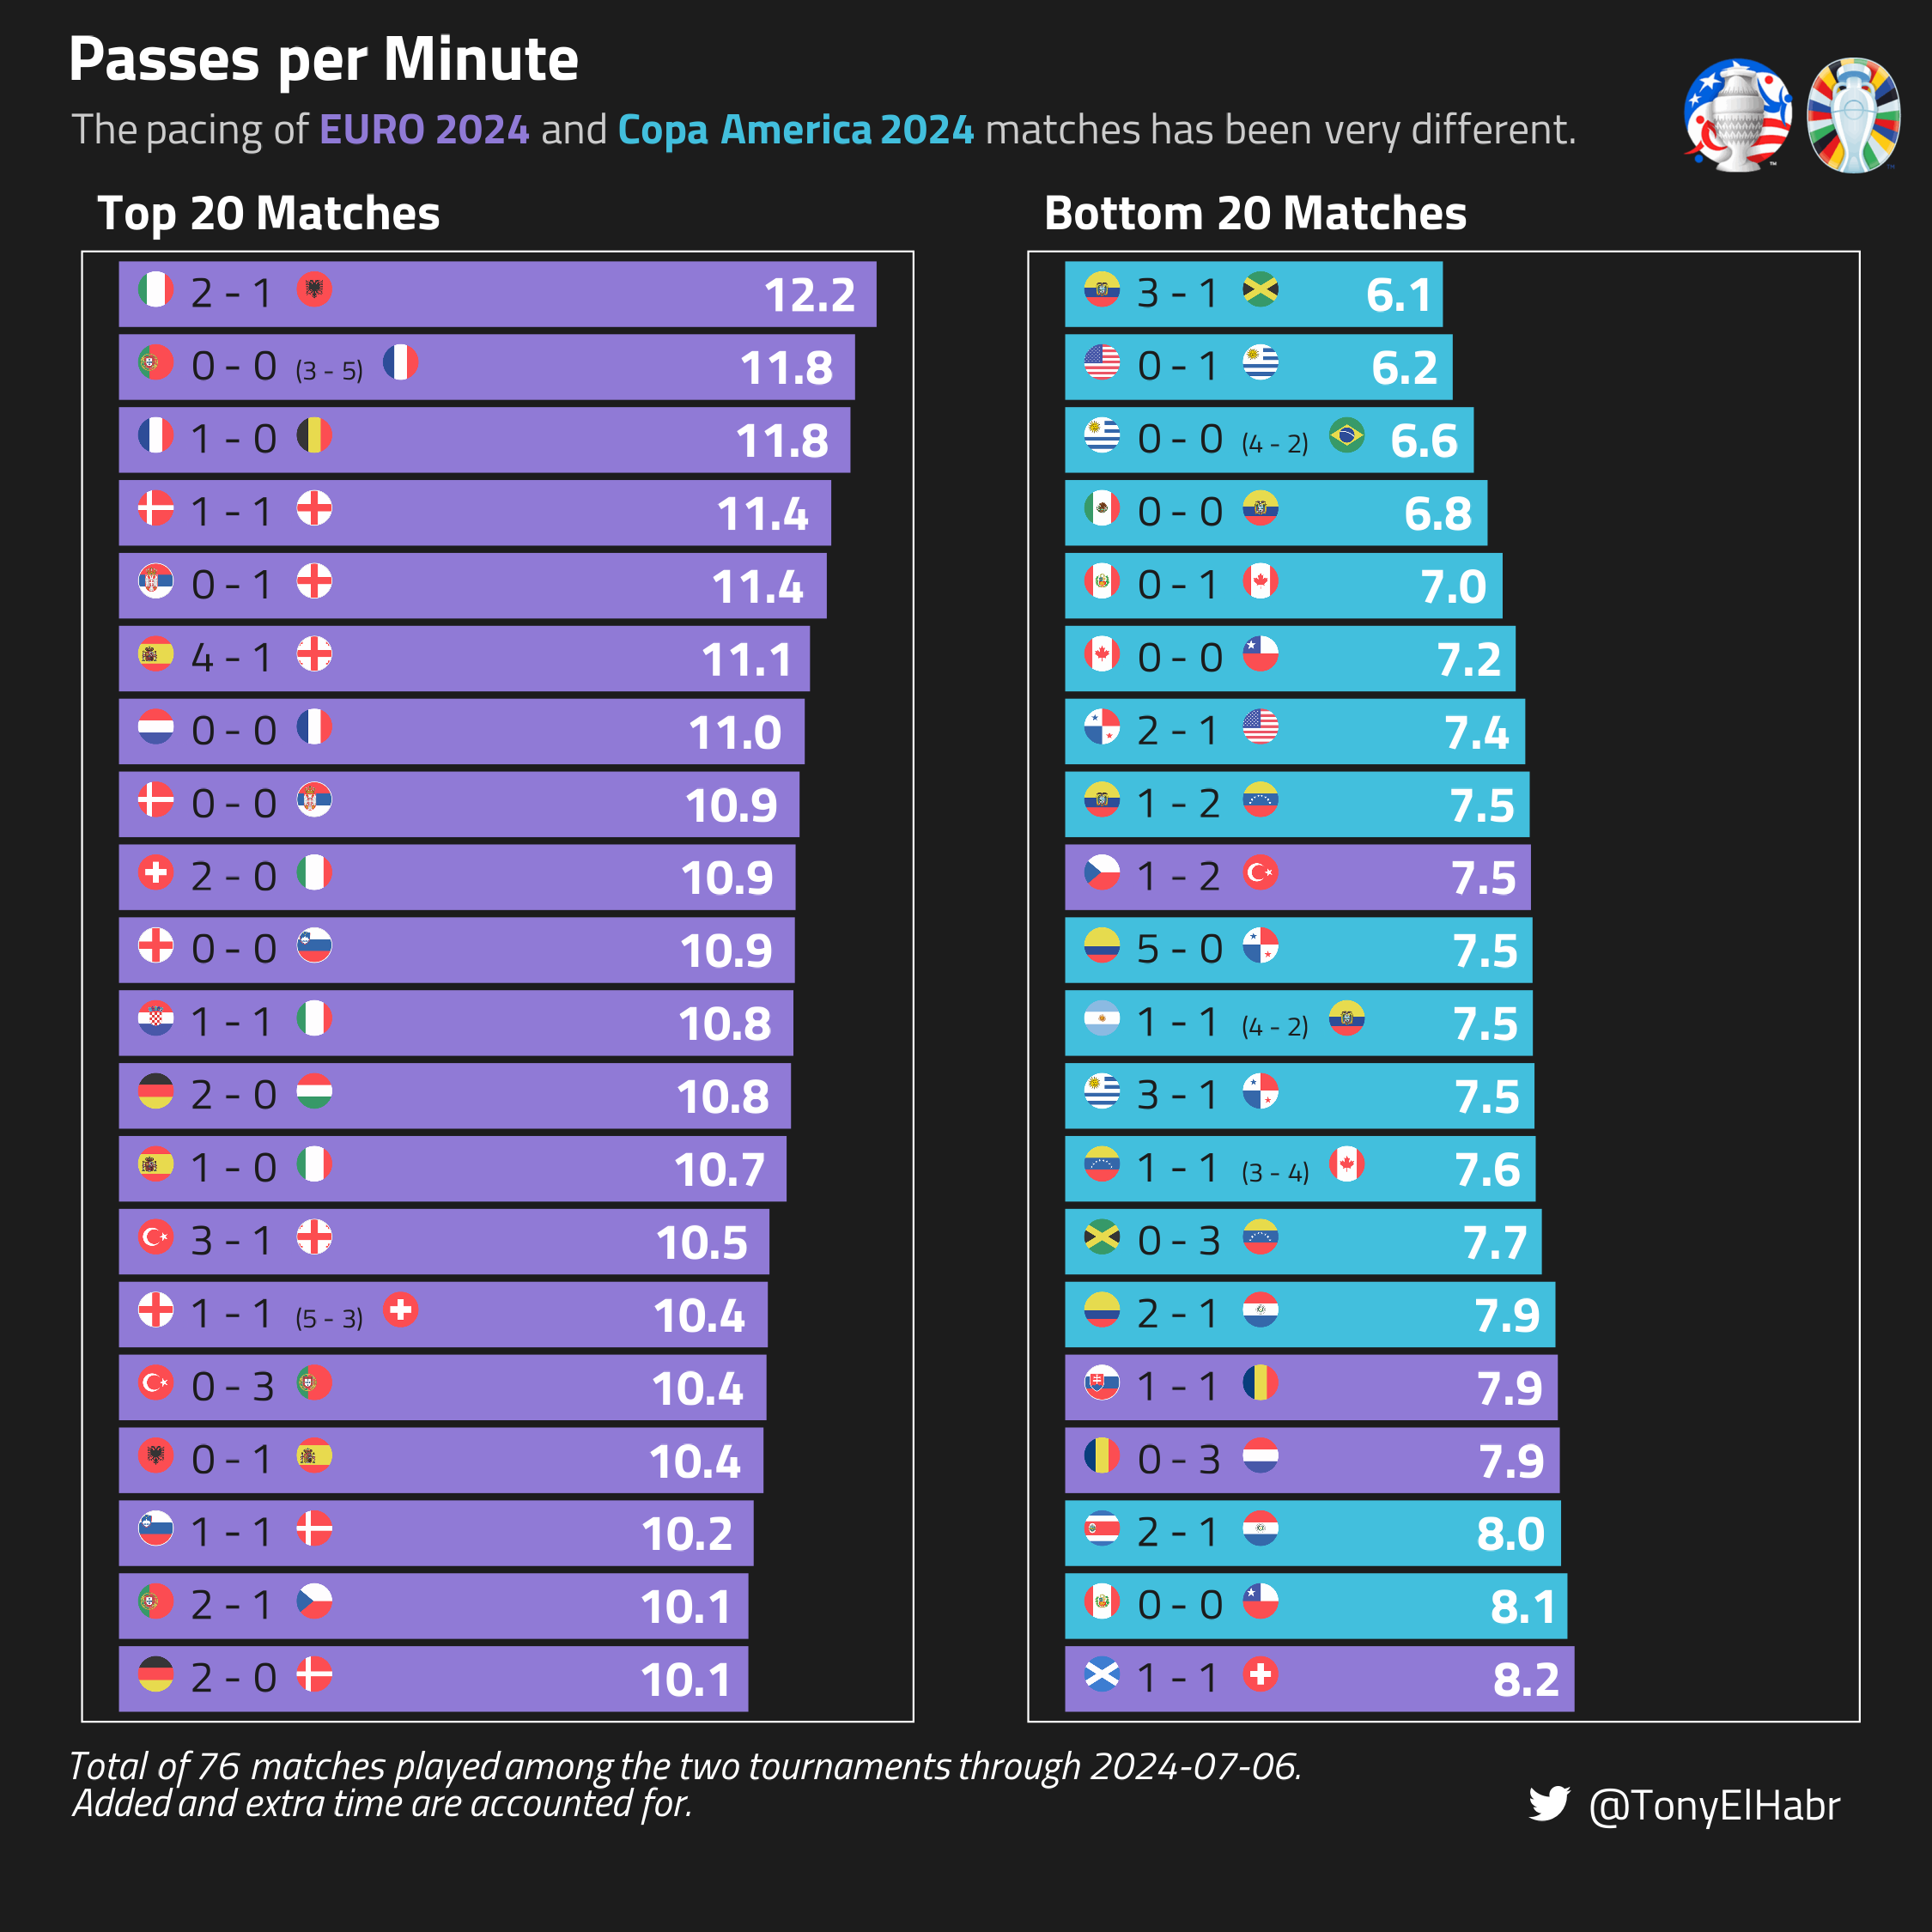 Passes per Minute
The pacing of EURO 2024 and Copa America 2024 matches has been very different.
Top 20 Matches
2 - 1 12.2
0 - 0 (3 - 5) 11.8
1 - 0 11.8
1 - 1 11.4
0 - 1 11.4
4 - 1 11.1
0 - 0 11.0
0 - 0 10.9
2 - 0 10.9
0 - 0 10.9
1 - 1 10.8
2 - 0 10.8
1 - 0 10.7
3 - 1 10.5
1 - 1 (5 - 3) 10.4
0 - 3 10.4
0 - 1 10.4
1 - 1 10.2
2 - 1 10.1
2 - 0 10.1
Bottom 20 Matches
3 - 1 6.1
0 - 1 6.2
0 - 0 (4 - 2) 6.6
0 - 0 6.8
0 - 1 7.0
0 - 0 7.2
2 - 1 7.4
1 - 2 7.5
1 - 2 7.5
5 - 0 7.5
1 - 1 (4 - 2) 7.5
3 - 1 7.5
1 - 1 (3 - 4) 7.6
0 - 3 7.7
2 - 1 7.9
1 - 1 7.9
0 - 3 7.9
2 - 1 8.0
0 - 0 8.1
1 - 1 8.2
Total of 76 matches played among the two tournaments through 2024-07-06.
Added and extra time are accounted for.
@TonyElHabr